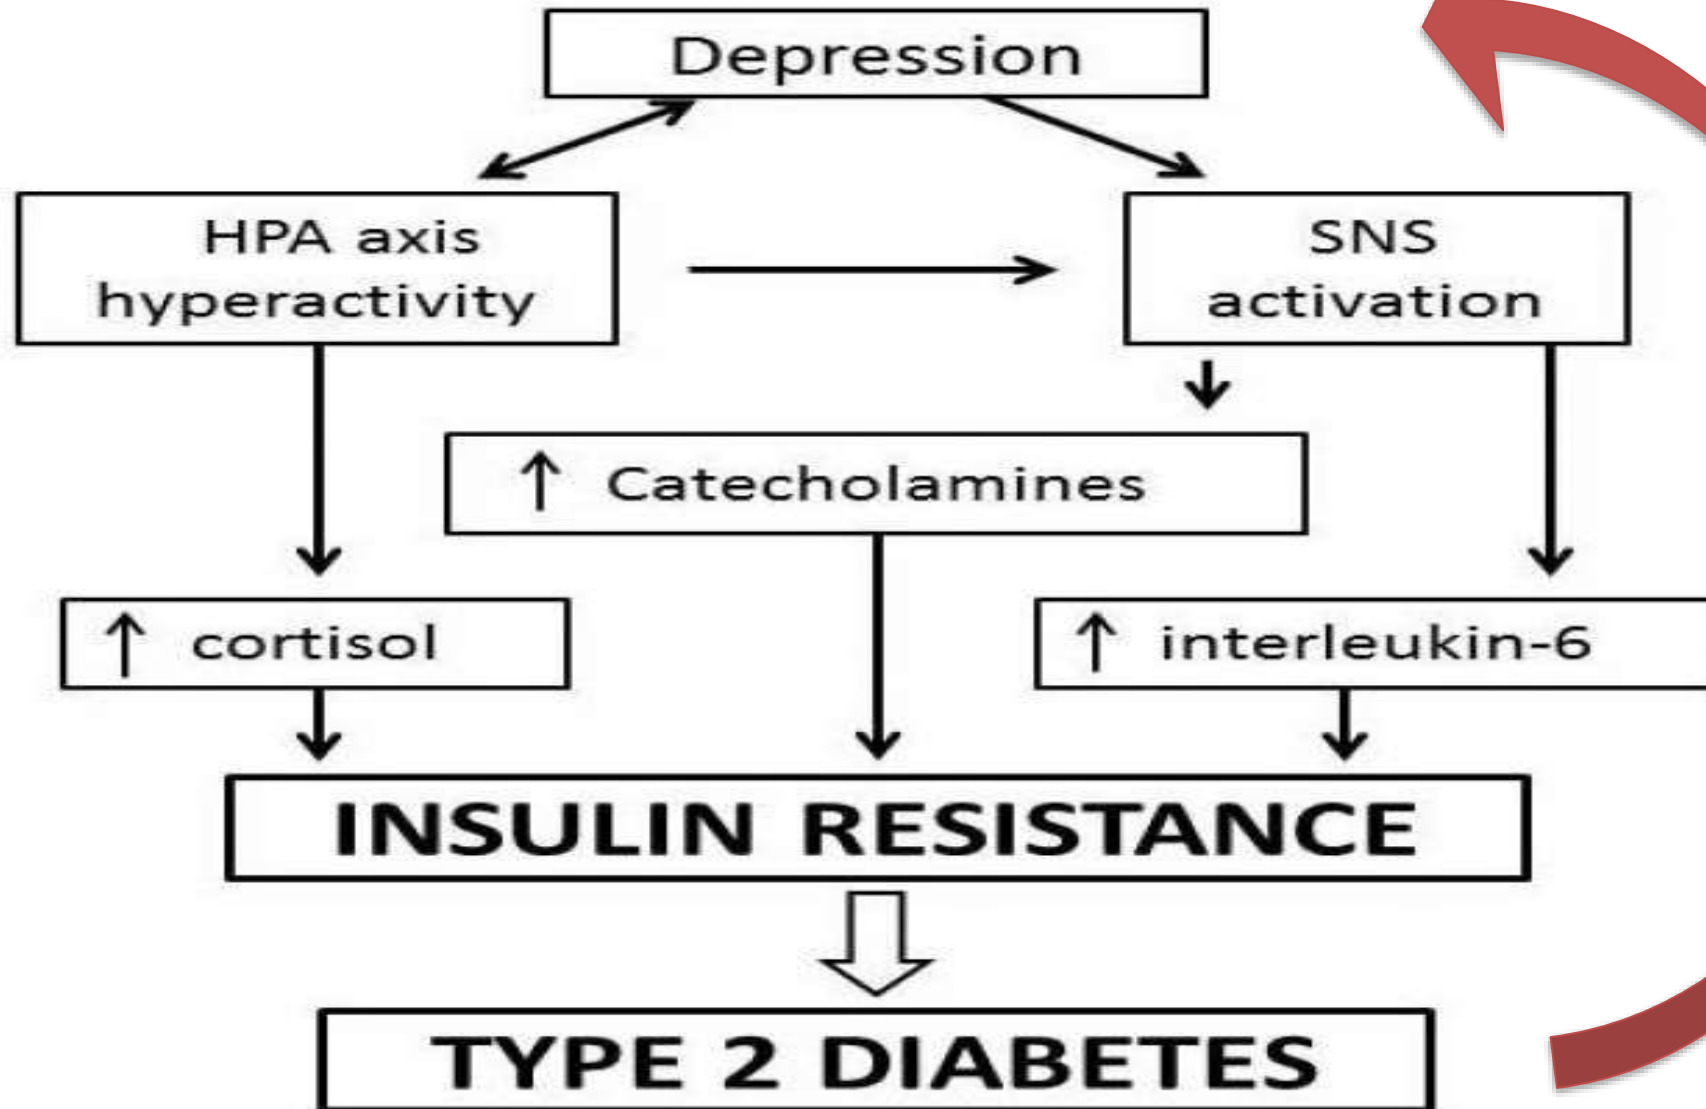 Depression
HPA axis
hyperactivity
SNS
activation
↑ Catecholamines
↑ cortisol
↑ interleukin-6
INSULIN RESISTANCE
TYPE 2 DIABETES